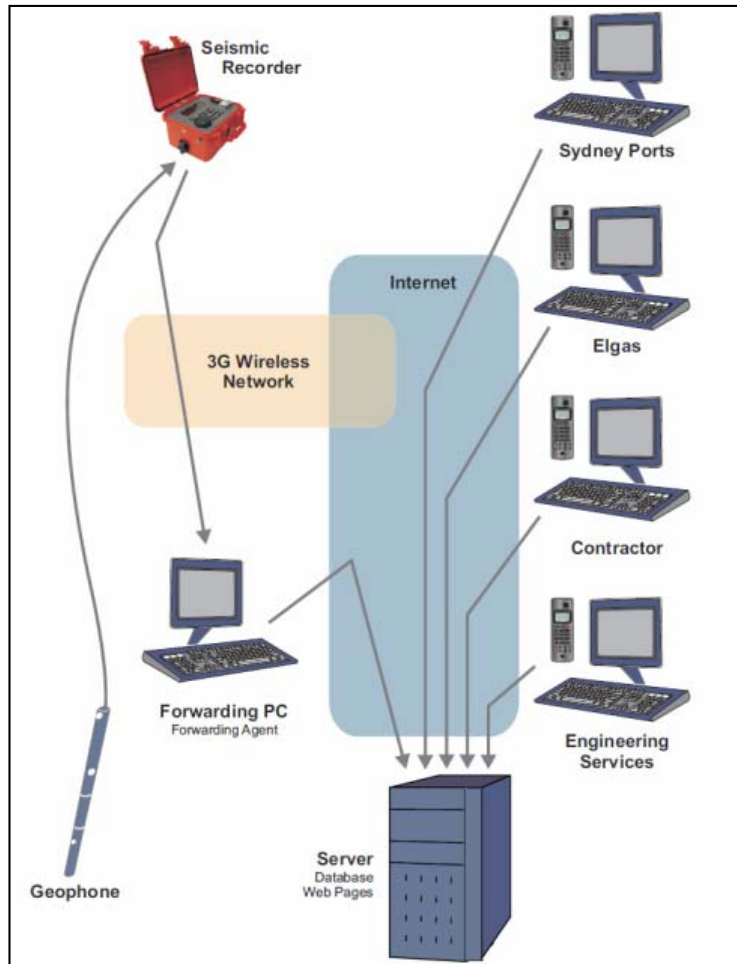 Seismic
Recorder
Sydney Ports
Internet
Elgas
3G Wireless
Network
Contractor
Forwarding PC
Forwarding Agent
Engineering
Services
Server
Database
Web Pages
Geophone